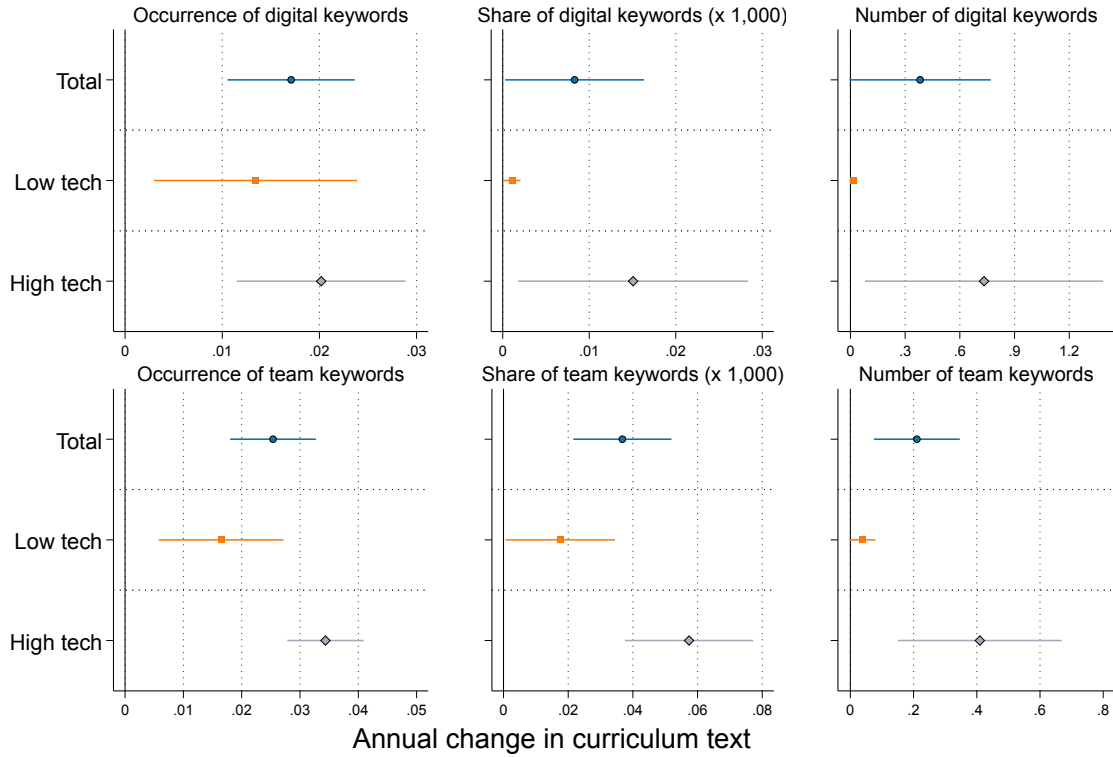 Occurrence of digital keywords
Share of digital keywords (x 1,000)
Number of digital keywords
Total
Low tech
High tech
0 .01 .02 .03
0 .01 .02 .03
0 .3 .6 .9 1.2
Occurrence of team keywords
Share of team keywords (x 1,000)
Number of team keywords
Total
Low tech
High tech
0 .01 .02 .03 .04 .05
0 .02 .04 .06 .08
0 .2 .4 .6 .8
Annual change in curriculum text